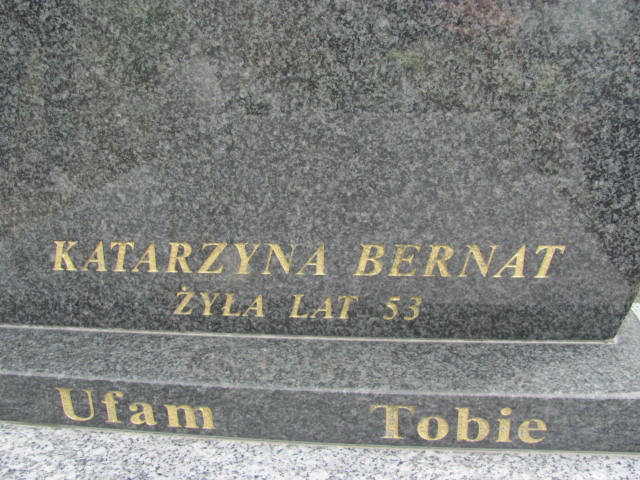 KATARZYNA BERNAT
ŻYŁA LAT 53
Ufam Tobie